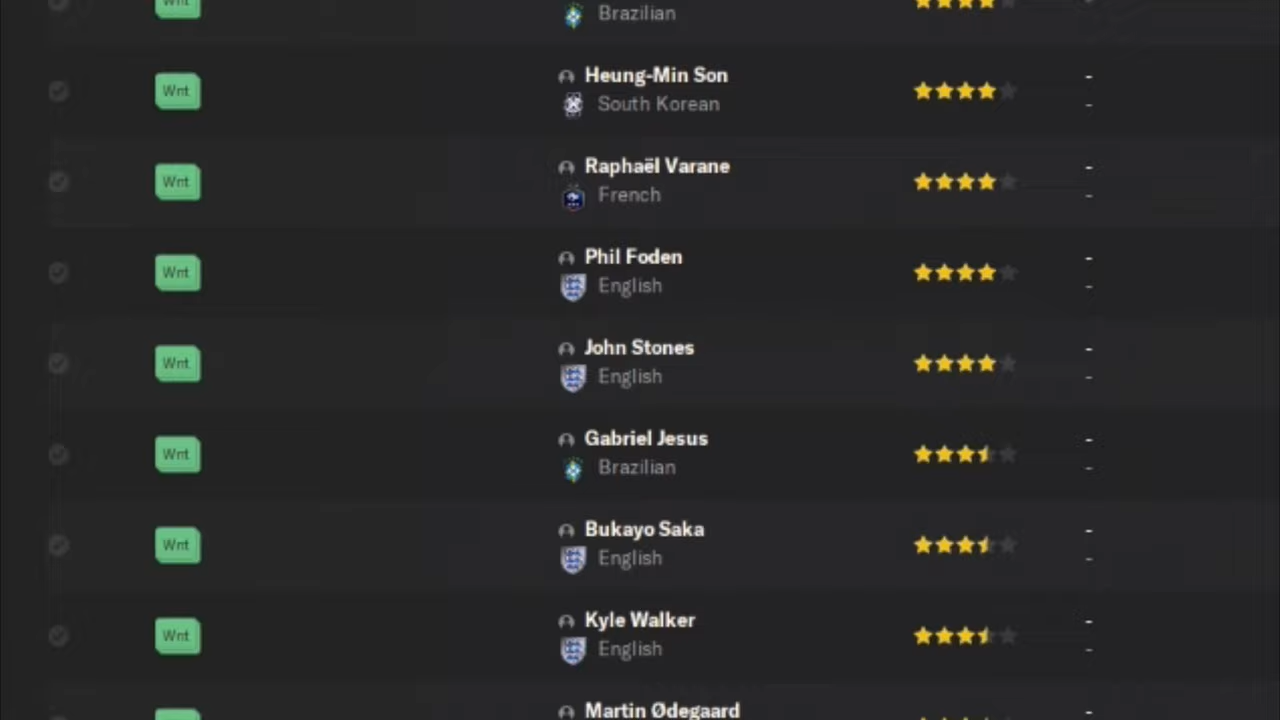 Wnt
Brazilian
Heung-Min Son
Wnt
South Korean
-
-
Raphaël Varane
Wnt
French
-
-
Phil Foden
Wnt
English
-
-
John Stones
Wnt
English
-
-
Gabriel Jesus
Wnt
Brazilian
-
-
Bukayo Saka
Wnt
English
-
-
Kyle Walker
Wnt
English
-
-
Martin Ødegaard
-